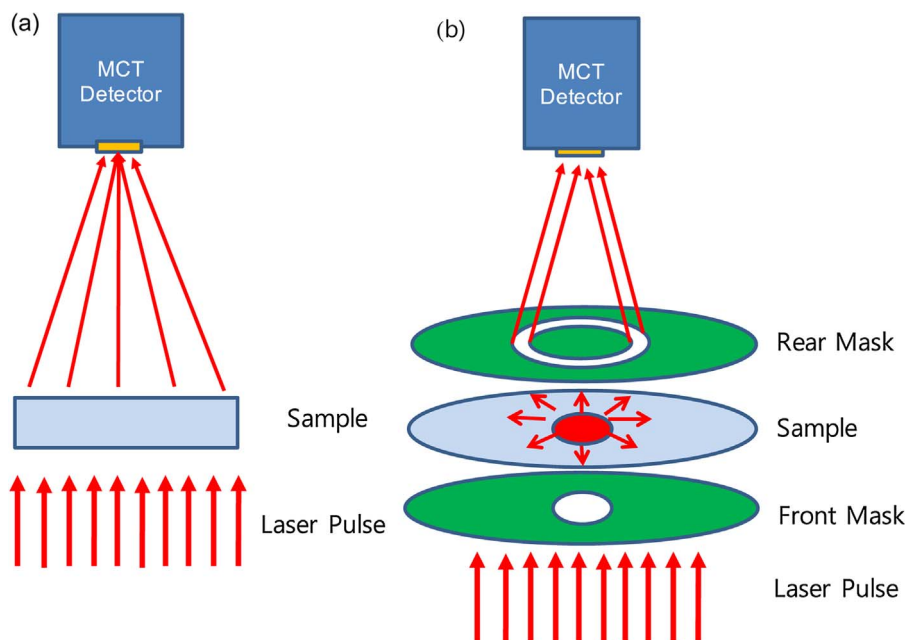 (a)
MCT
Detector
Sample
Laser Pulse
(b)
MCT
Detector
Rear Mask
Sample
Front Mask
Laser Pulse